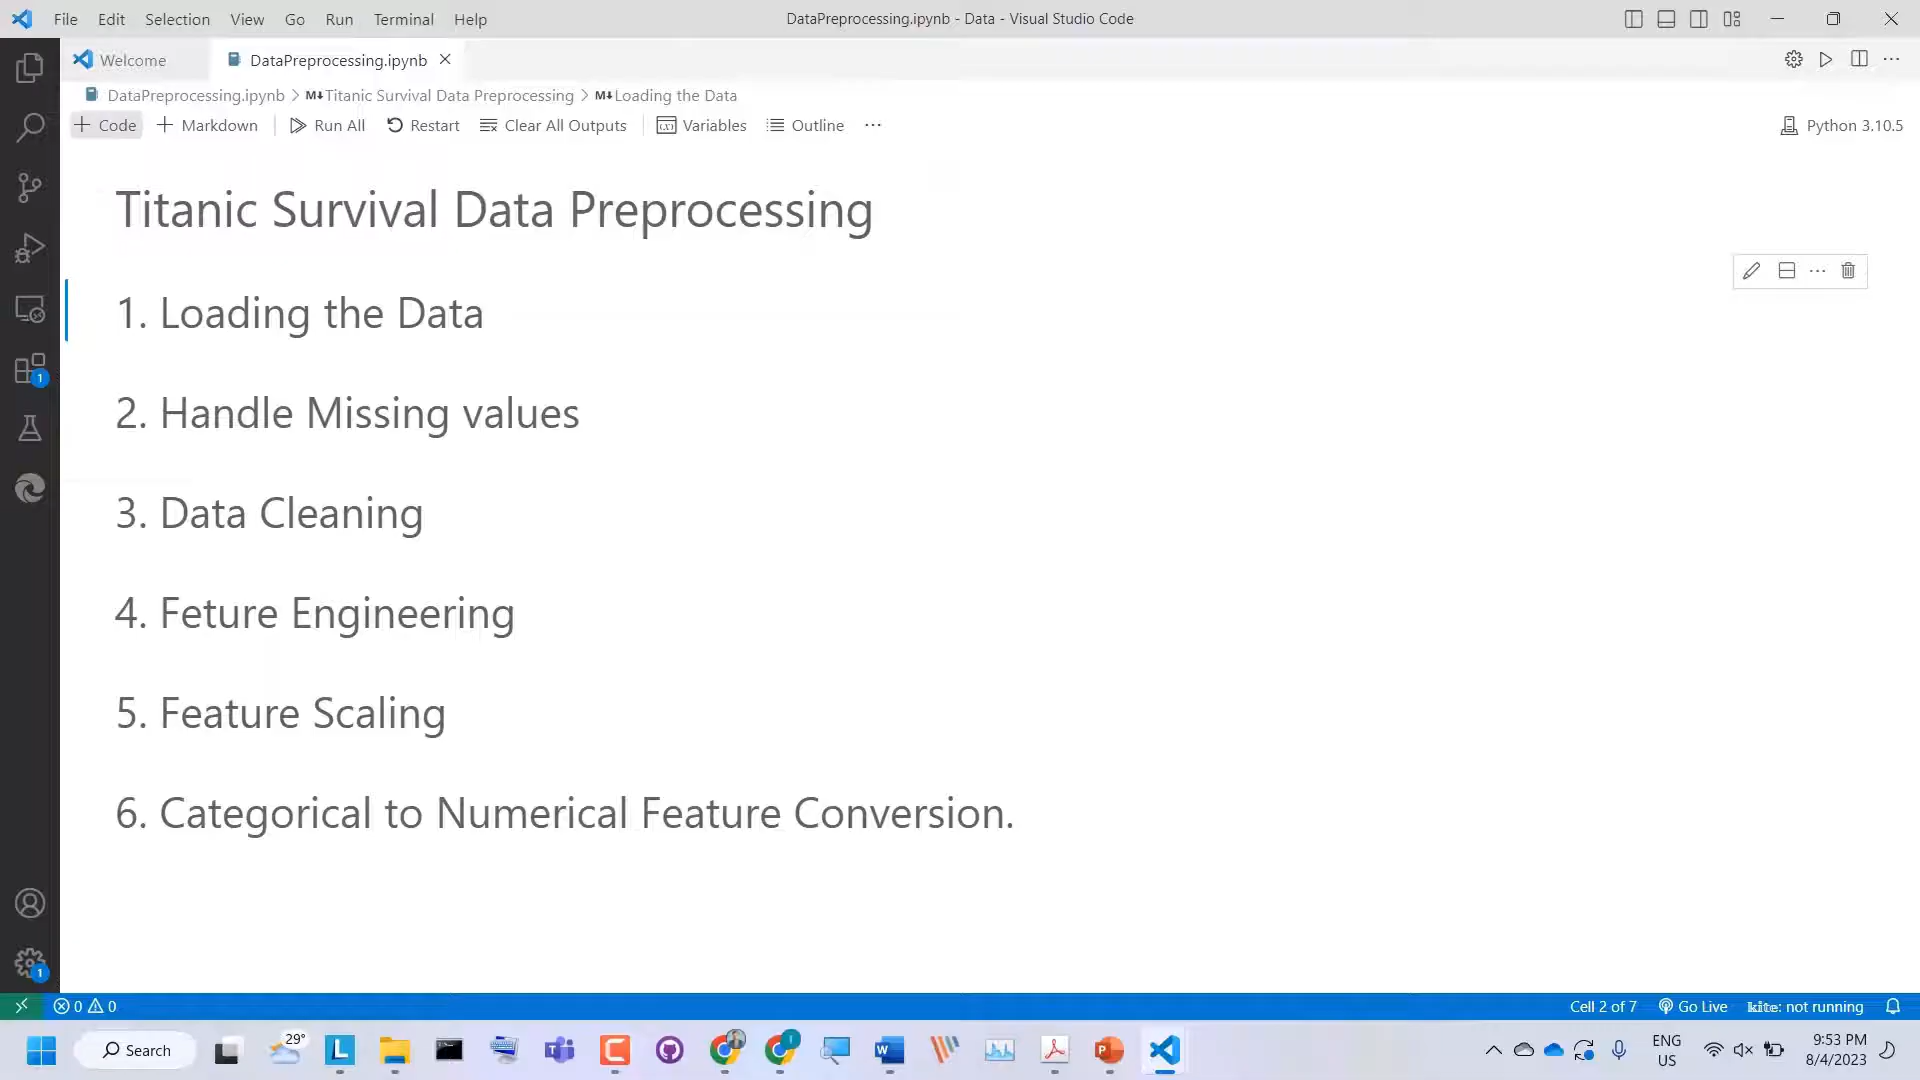 File Edit Selection View Go Run Terminal Help
DataPreprocessing.ipynb - Data - Visual Studio Code
Welcome
DataPreprocessing.ipynb
DataPreprocessing.ipynb > M↓Titanic Survival Data Preprocessing > M↓Loading the Data
Code Markdown Run All Restart Clear All Outputs Variables Outline ...
Python 3.10.5
Titanic Survival Data Preprocessing
1. Loading the Data
2. Handle Missing values
3. Data Cleaning
4. Feture Engineering
5. Feature Scaling
6. Categorical to Numerical Feature Conversion.
1
1
0 0
Cell 2 of 7
Go Live
kite: not running
Search
29°
ENG
US
9:53 PM
8/4/2023